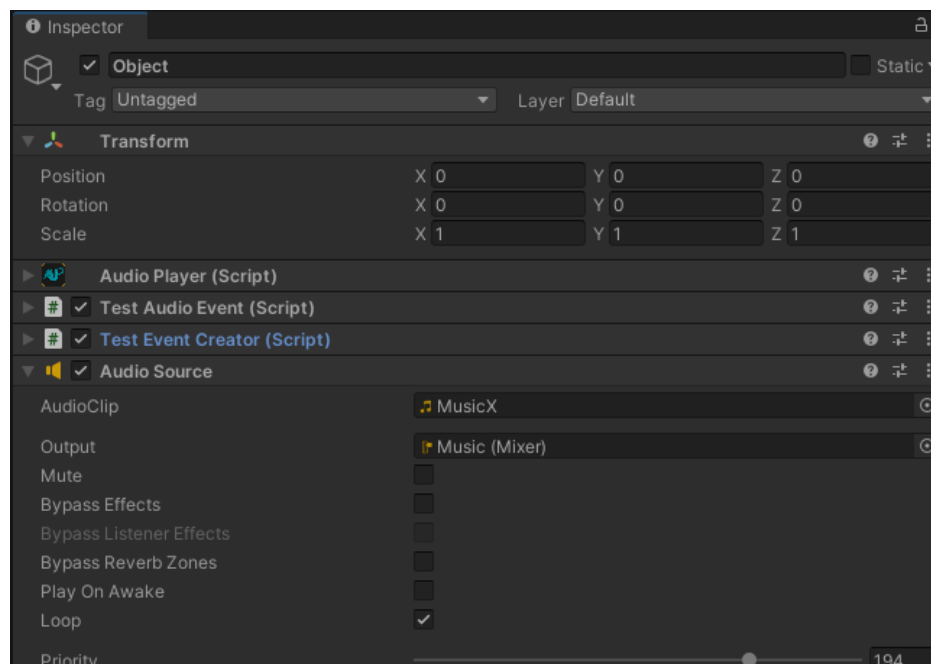 Inspector
Object Static
Tag Untagged Layer Default
Transform
Position X 0 Y 0 Z 0
Rotation X 0 Y 0 Z 0
Scale X 1 Y 1 Z 1
Audio Player (Script)
# Test Audio Event (Script)
# Test Event Creator (Script)
Audio Source
AudioClip MusicX
Output Music (Mixer)
Mute
Bypass Effects
Bypass Listener Effects
Bypass Reverb Zones
Play On Awake
Loop
Priority 194